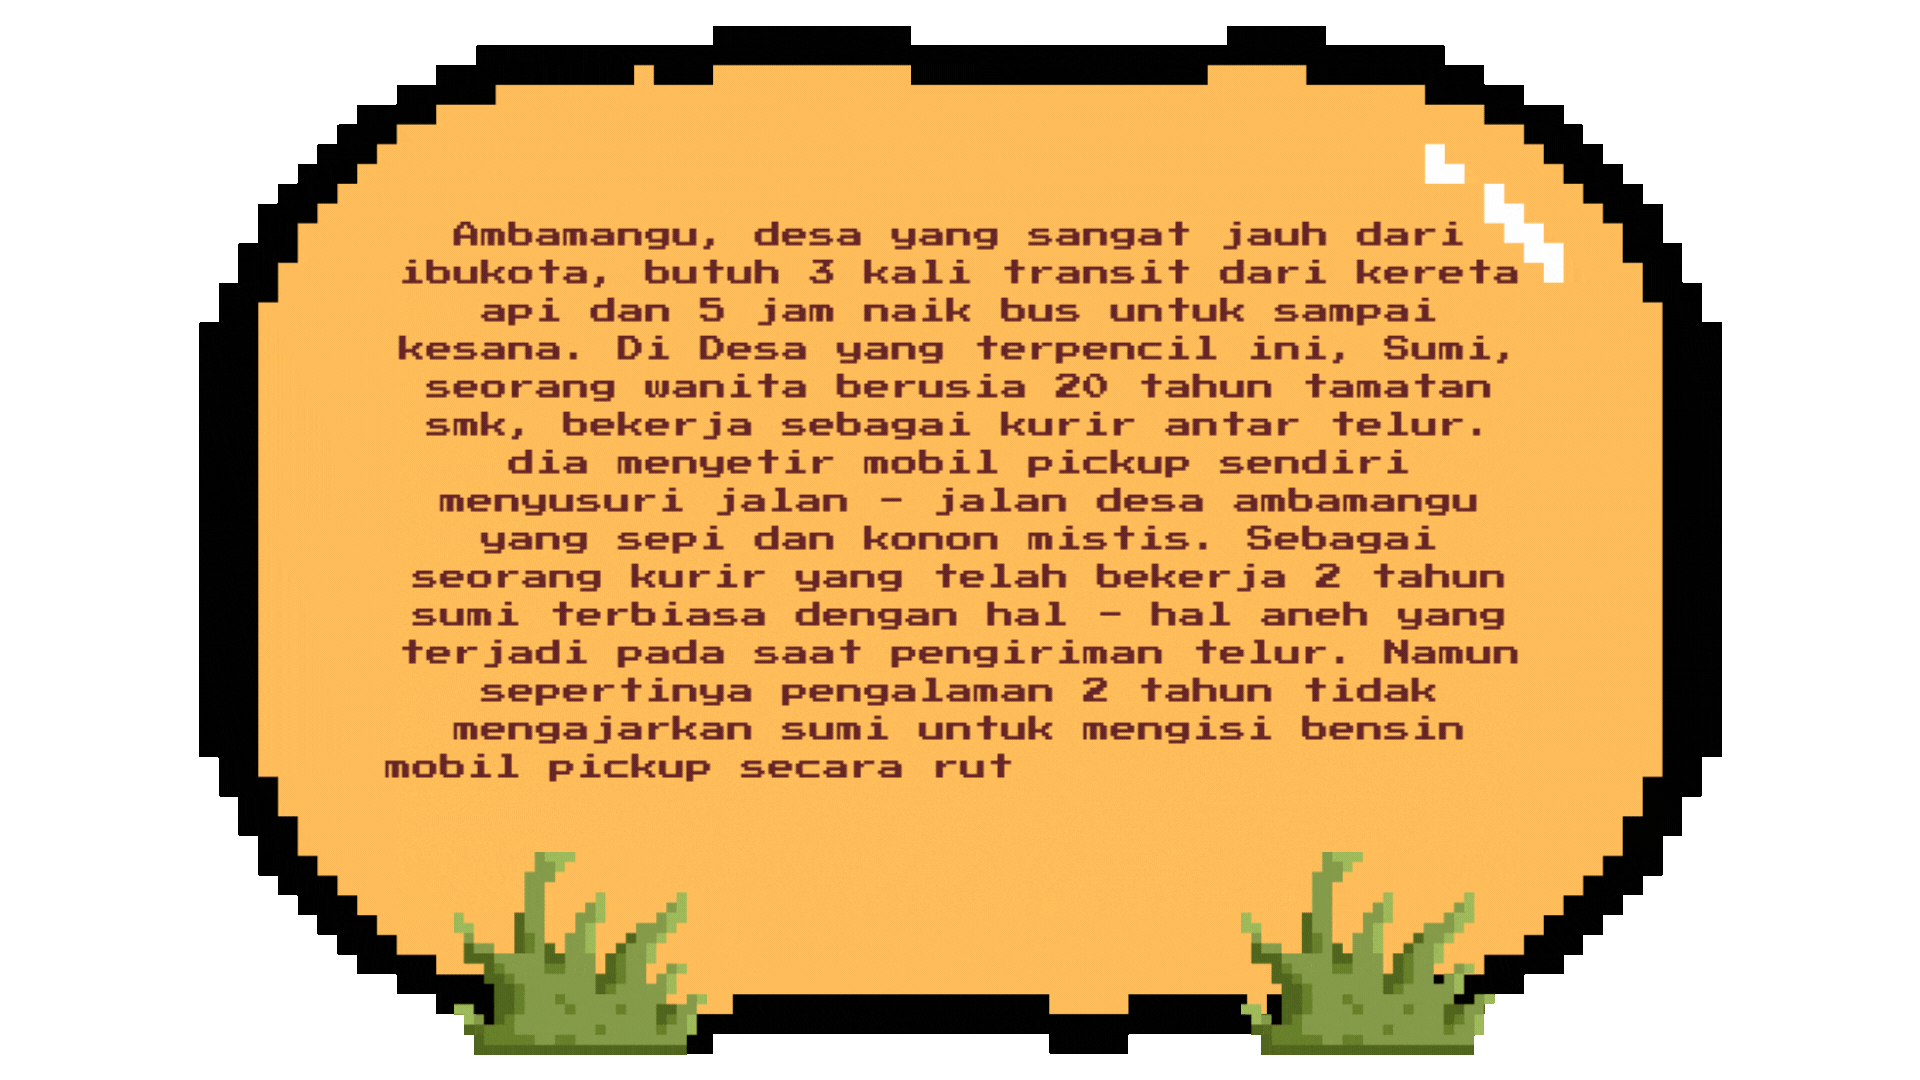 Ambamangu, desa yang sangat jauh dari
ibukota, butuh 3 kali transit dari kereta
api dan 5 jam naik bus untuk sampai
kesana. Di Desa yang terpencil ini, Sumi,
seorang wanita berusia 20 tahun tamatan
smk, bekerja sebagai kurir antar telur.
dia menyetir mobil pickup sendiri
menyusuri jalan - jalan desa ambamangu
yang sepi dan konon mistis. Sebagai
seorang kurir yang telah bekerja 2 tahun
sumi terbiasa dengan hal - hal aneh yang
terjadi pada saat pengiriman telur. Namun
sepertinya pengalaman 2 tahun tidak
mengajarkan sumi untuk mengisi bensin
mobil pickup secara rut